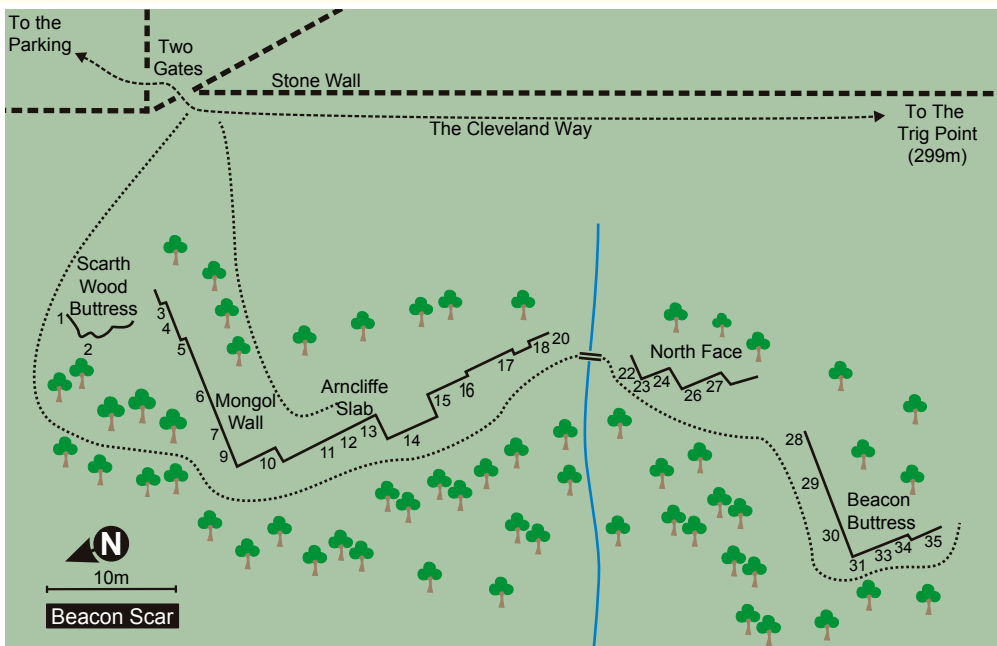 To the
Parking
Two
Gates
Stone Wall
The Cleveland Way
To The
Trig Point
(299m)
Scarth
Wood
Buttress
1
2
3
4
5
6
Mongol
Wall
7
9
10
Arncliffe
Slab
11
12
13
14
15
16
17
18
20
North Face
22
23
24
26
27
28
29
30
Beacon
Buttress
31
33
34
35
N
10m
Beacon Scar